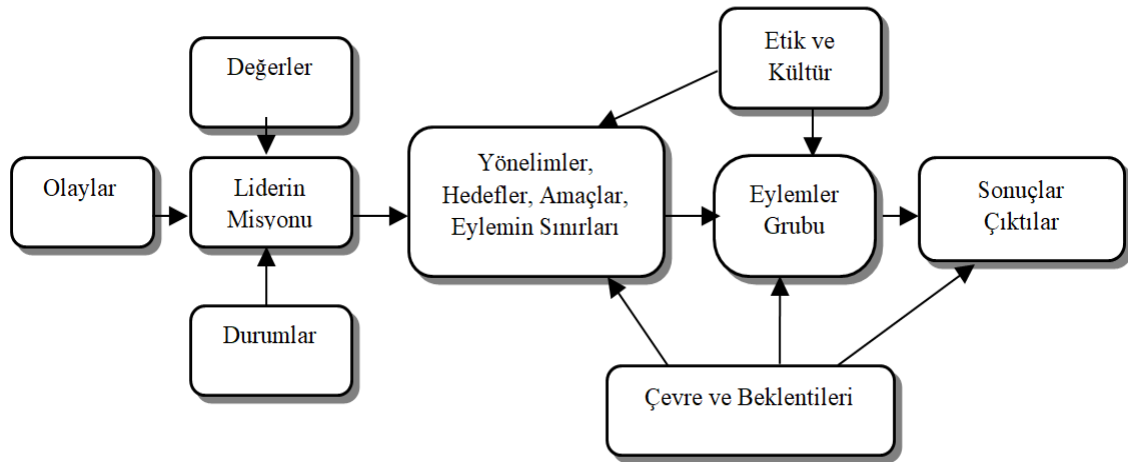 Değerler
Etik ve
Kültür
Olaylar
Liderin
Misyonu
Yönelimler,
Hedefler, Amaçlar,
Eylemin Sınırları
Eylemler
Grubu
Sonuçlar
Çıktılar
Durumlar
Çevre ve Beklentileri